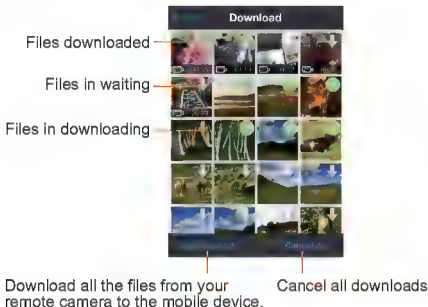 Download
Files downloaded
Files in waiting
Files in downloading
Download all the files from your
remote camera to the mobile device.
Cancel all downloads